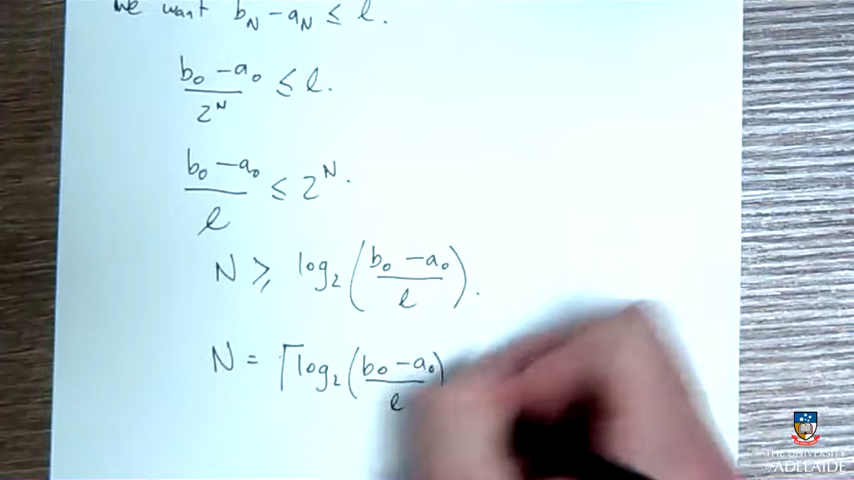 We want b_N - a_N ≤ l.
(b_0 - a_0)/2^N ≤ l.
(b_0 - a_0)/l ≤ 2^N.
N ≥ log_2((b_0 - a_0)/l).
N = ⌈log_2((b_0 - a_0)/l)
THE UNIVERSITY
of ADELAIDE